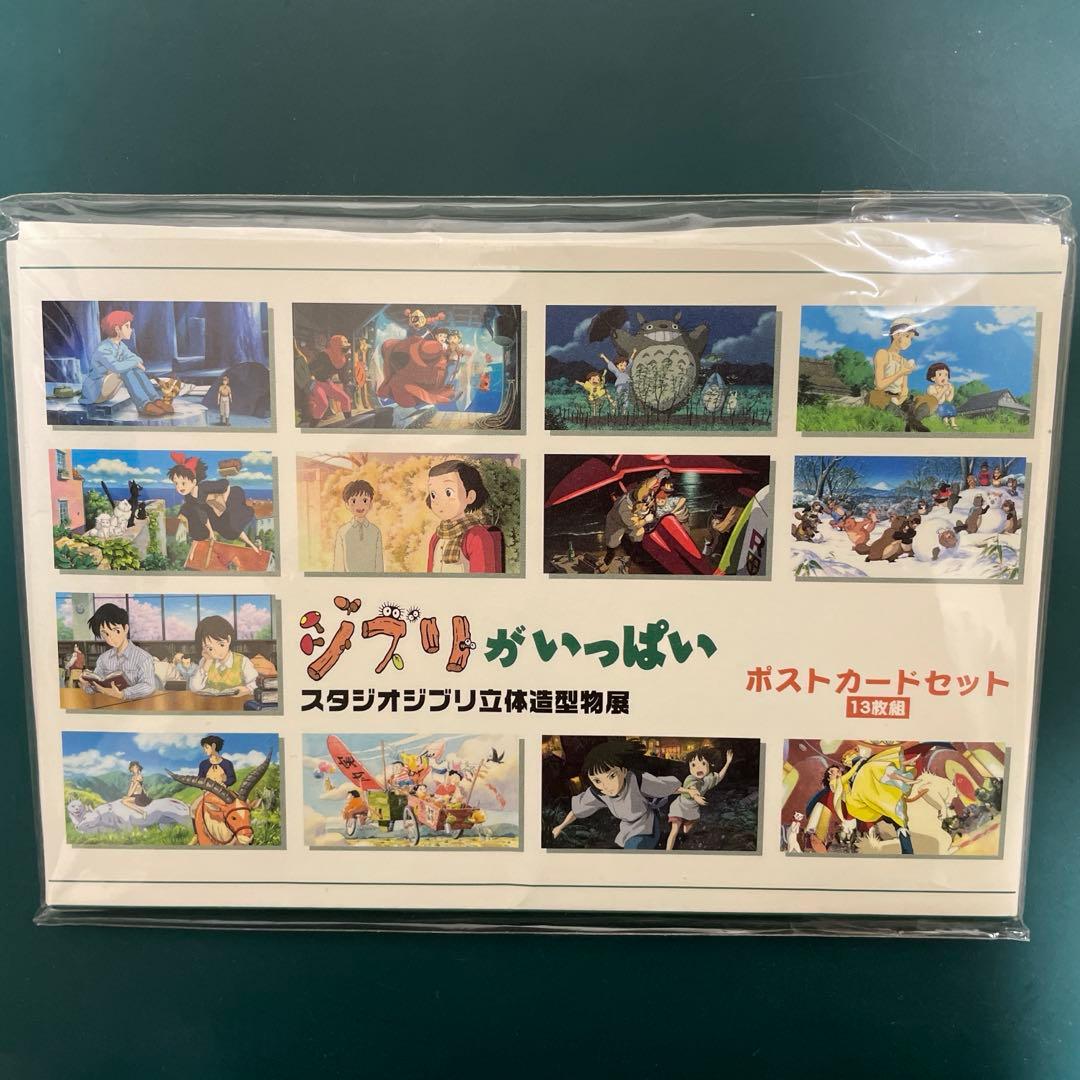 ジブリがいっぱい
スタジオジブリ立体造型物展
ポストカードセット
13枚組